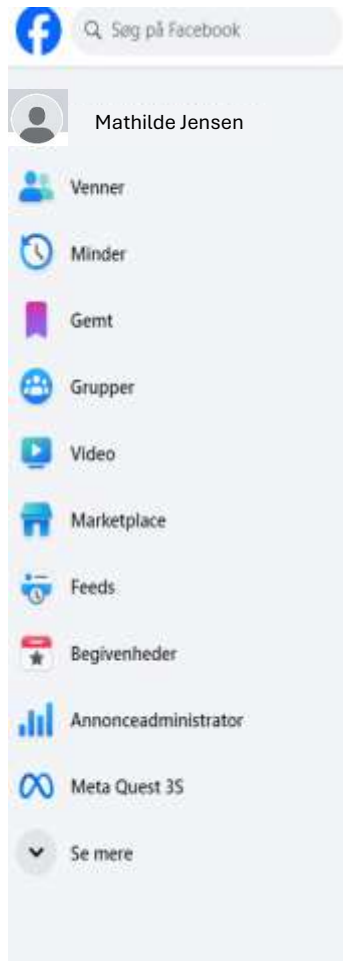 Søg på Facebook
Mathilde Jensen
Venner
Minder
Gemt
Grupper
Video
Marketplace
Feeds
Begivenheder
Annonceadministrator
Meta Quest 3S
Se mere